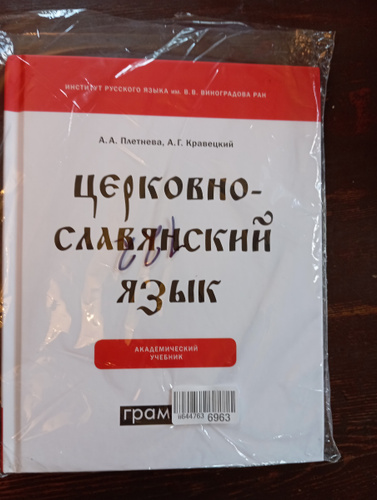 ИНСТИТУТ РУССКОГО ЯЗЫКА им. В. В. ВИНОГРАДОВА РАН
А. А. Плетнева, А. Г. Кравецкий
ЦЕРКОВНО-
СЛАВЯНСКИЙ
ЯЗЫК
АКАДЕМИЧЕСКИЙ
УЧЕБНИК
грам
6963